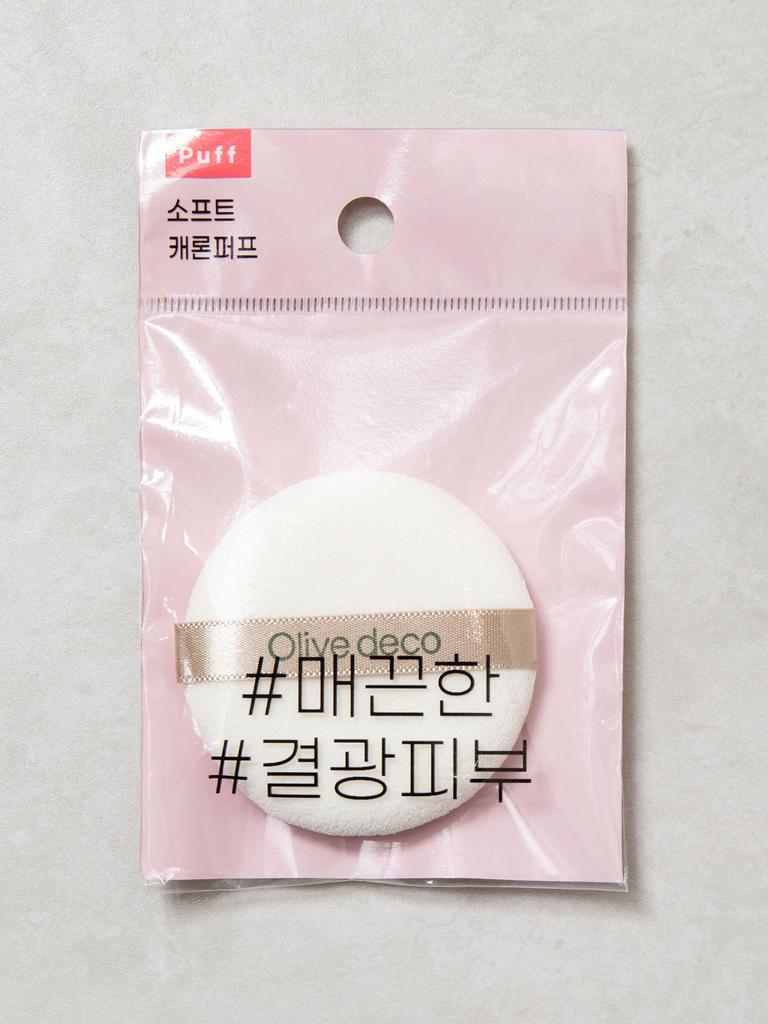 Puff
소프트
캐론퍼프
Olive deco
#매끈한
#결광피부